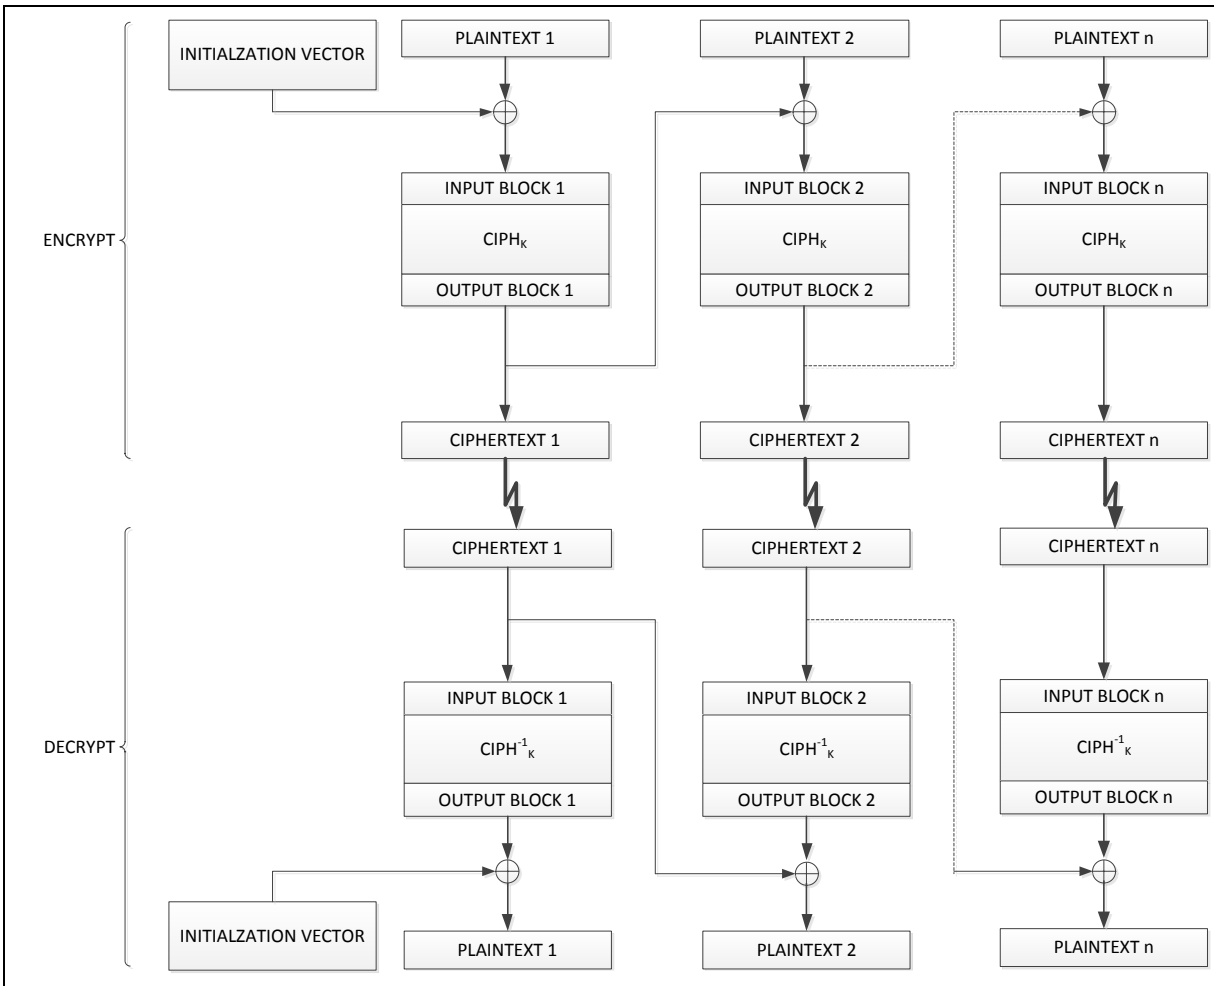 INITIALZATION VECTOR
PLAINTEXT 1
PLAINTEXT 2
PLAINTEXT n
INPUT BLOCK 1
INPUT BLOCK 2
INPUT BLOCK n
ENCRYPT
CIPHK
CIPHK
CIPHK
OUTPUT BLOCK 1
OUTPUT BLOCK 2
OUTPUT BLOCK n
CIPHERTEXT 1
CIPHERTEXT 2
CIPHERTEXT n
CIPHERTEXT 1
CIPHERTEXT 2
CIPHERTEXT n
INPUT BLOCK 1
INPUT BLOCK 2
INPUT BLOCK n
DECRYPT
CIPH-1K
CIPH-1K
CIPH-1K
OUTPUT BLOCK 1
OUTPUT BLOCK 2
OUTPUT BLOCK n
INITIALZATION VECTOR
PLAINTEXT 1
PLAINTEXT 2
PLAINTEXT n